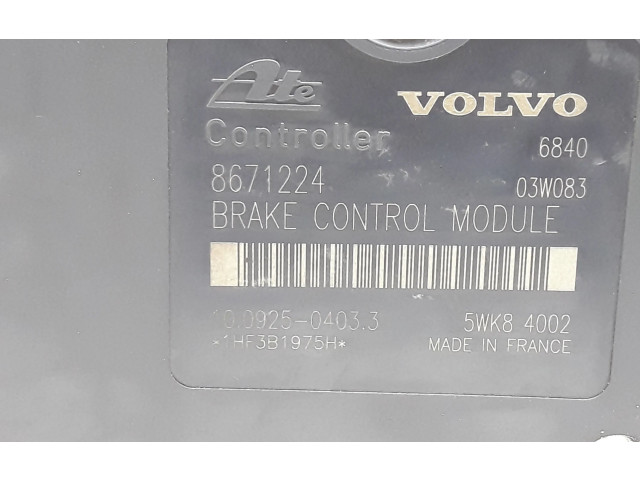 Ate VOLVO
Controller 6840
8671224 03W083
BRAKE CONTROL MODULE
10.0925-0403.3 5WK8 4002
*1HF3B1975H* MADE IN FRANCE